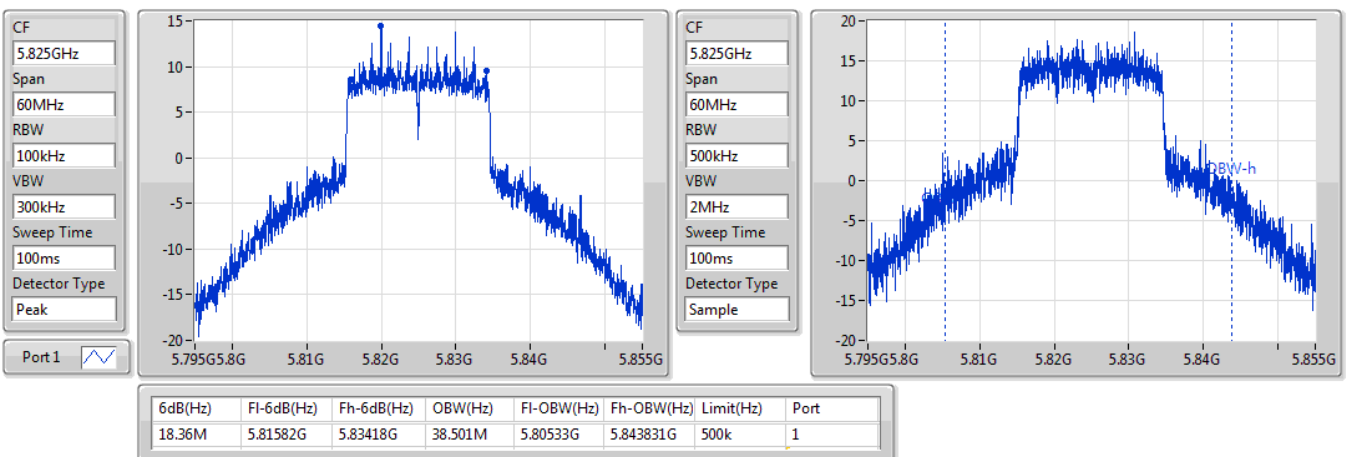 CF
5.825GHz
Span
60MHz
RBW
100kHz
VBW
300kHz
Sweep Time
100ms
Detector Type
Peak
Port 1
15
10
5
0
-5
-10
-15
-20
5.795G 5.8G 5.81G 5.82G 5.83G 5.84G 5.855G
CF
5.825GHz
Span
60MHz
RBW
500kHz
VBW
2MHz
Sweep Time
100ms
Detector Type
Sample
20
15
10
5
0
-5
-10
-15
-20
OBW-h
5.795G 5.8G 5.81G 5.82G 5.83G 5.84G 5.855G
6dB(Hz) Fl-6dB(Hz) Fh-6dB(Hz) OBW(Hz) Fl-OBW(Hz) Fh-OBW(Hz) Limit(Hz) Port
18.36M 5.81582G 5.83418G 38.501M 5.80533G 5.843831G 500k 1